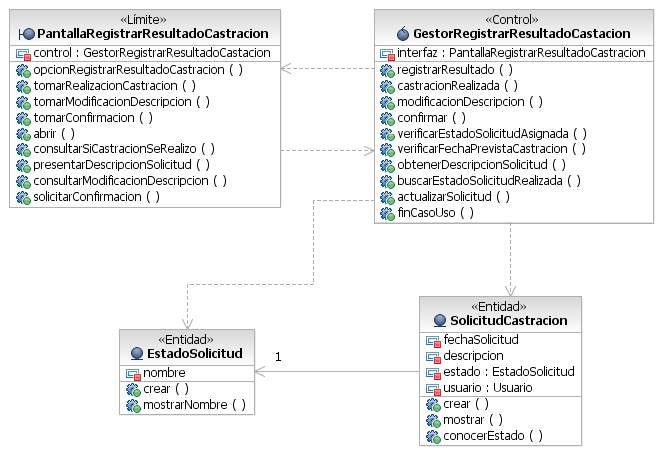 «Límite»
PantallaRegistrarResultadoCastracion
control : GestorRegistrarResultadoCastacion
opcionRegistrarResultadoCastracion ( )
tomarRealizacionCastracion ( )
tomarModificacionDescripcion ( )
tomarConfirmacion ( )
abrir ( )
consultarSiCastracionSeRealizo ( )
presentarDescripcionSolicitud ( )
consultarModificacionDescripcion ( )
solicitarConfirmacion ( )
«Control»
GestorRegistrarResultadoCastacion
interfaz : PantallaRegistrarResultadoCastracion
registrarResultado ( )
castracionRealizada ( )
modificacionDescripcion ( )
confirmar ( )
verificarEstadoSolicitudAsignada ( )
verificarFechaPrevistaCastracion ( )
obtenerDescripcionSolicitud ( )
buscarEstadoSolicitudRealizada ( )
actualizarSolicitud ( )
finCasoUso ( )
«Entidad»
EstadoSolicitud
nombre
crear ( )
mostrarNombre ( )
1
«Entidad»
SolicitudCastracion
fechaSolicitud
descripcion
estado : EstadoSolicitud
usuario : Usuario
crear ( )
mostrar ( )
conocerEstado ( )